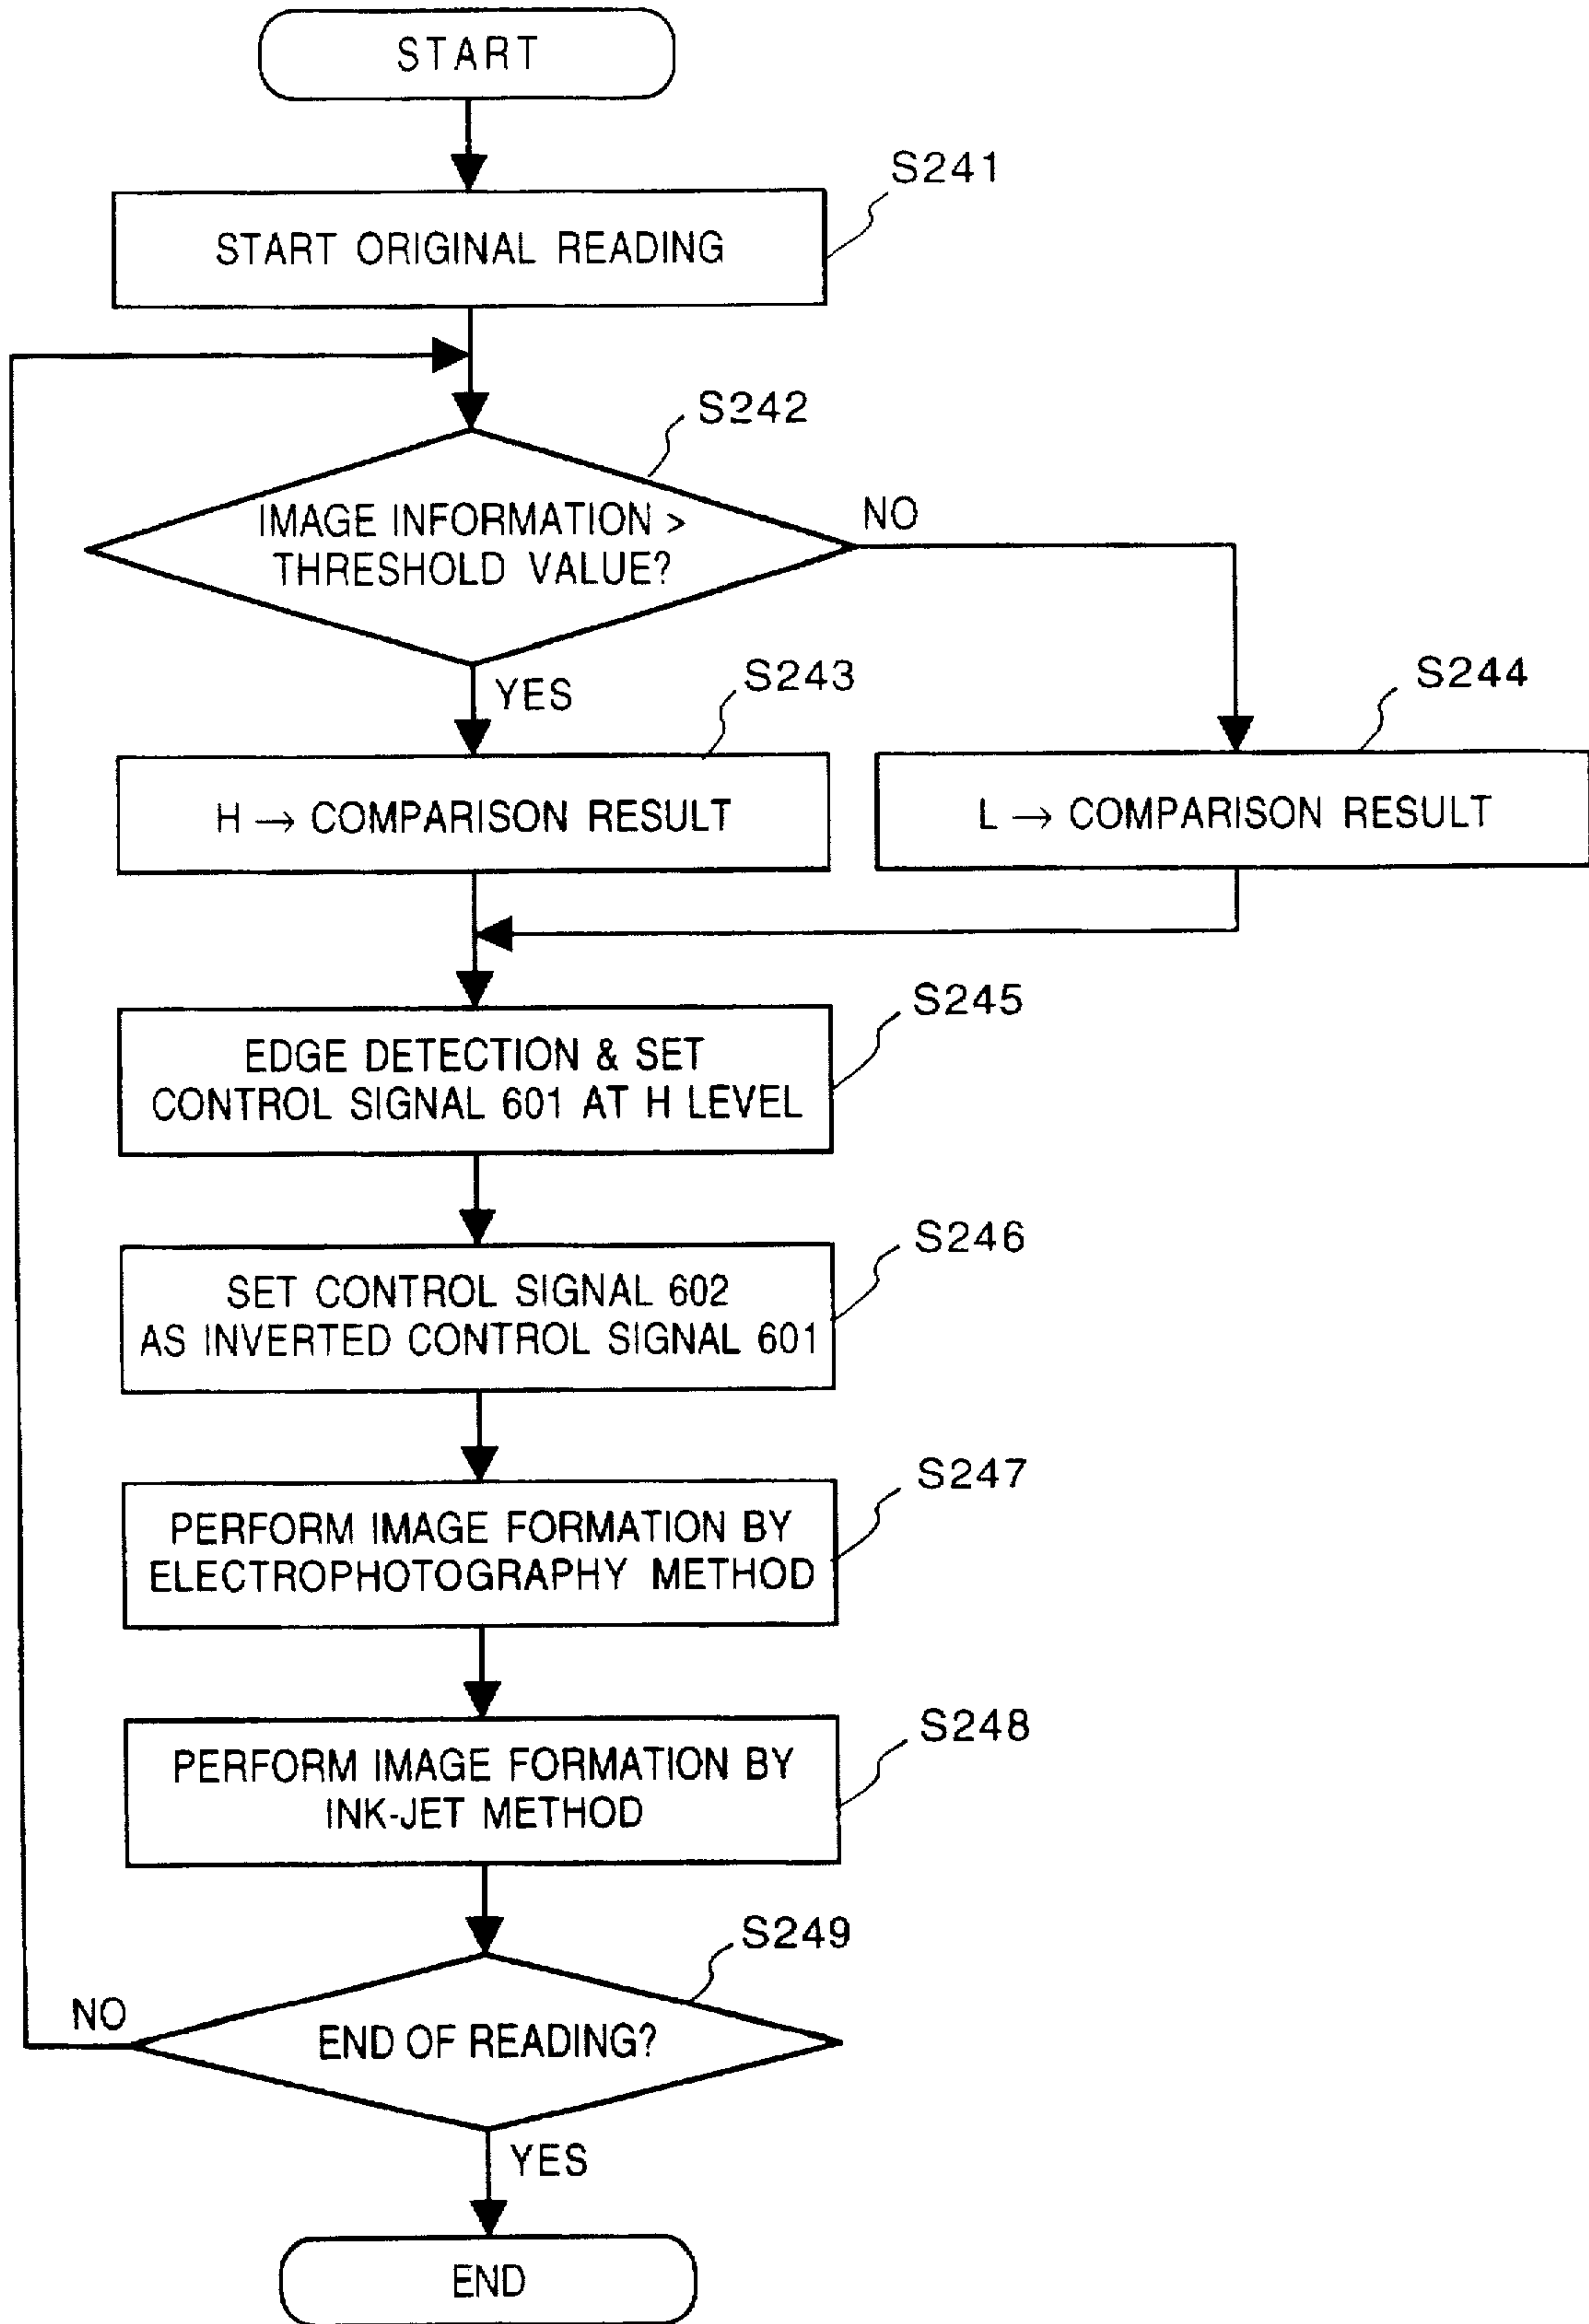 START
S241
START ORIGINAL READING
S242
IMAGE INFORMATION >
THRESHOLD VALUE?
NO
YES
S243
S244
H → COMPARISON RESULT
L → COMPARISON RESULT
S245
EDGE DETECTION & SET
CONTROL SIGNAL 601 AT H LEVEL
S246
SET CONTROL SIGNAL 602
AS INVERTED CONTROL SIGNAL 601
S247
PERFORM IMAGE FORMATION BY
ELECTROPHOTOGRAPHY METHOD
S248
PERFORM IMAGE FORMATION BY
INK-JET METHOD
S249
NO
END OF READING?
YES
END